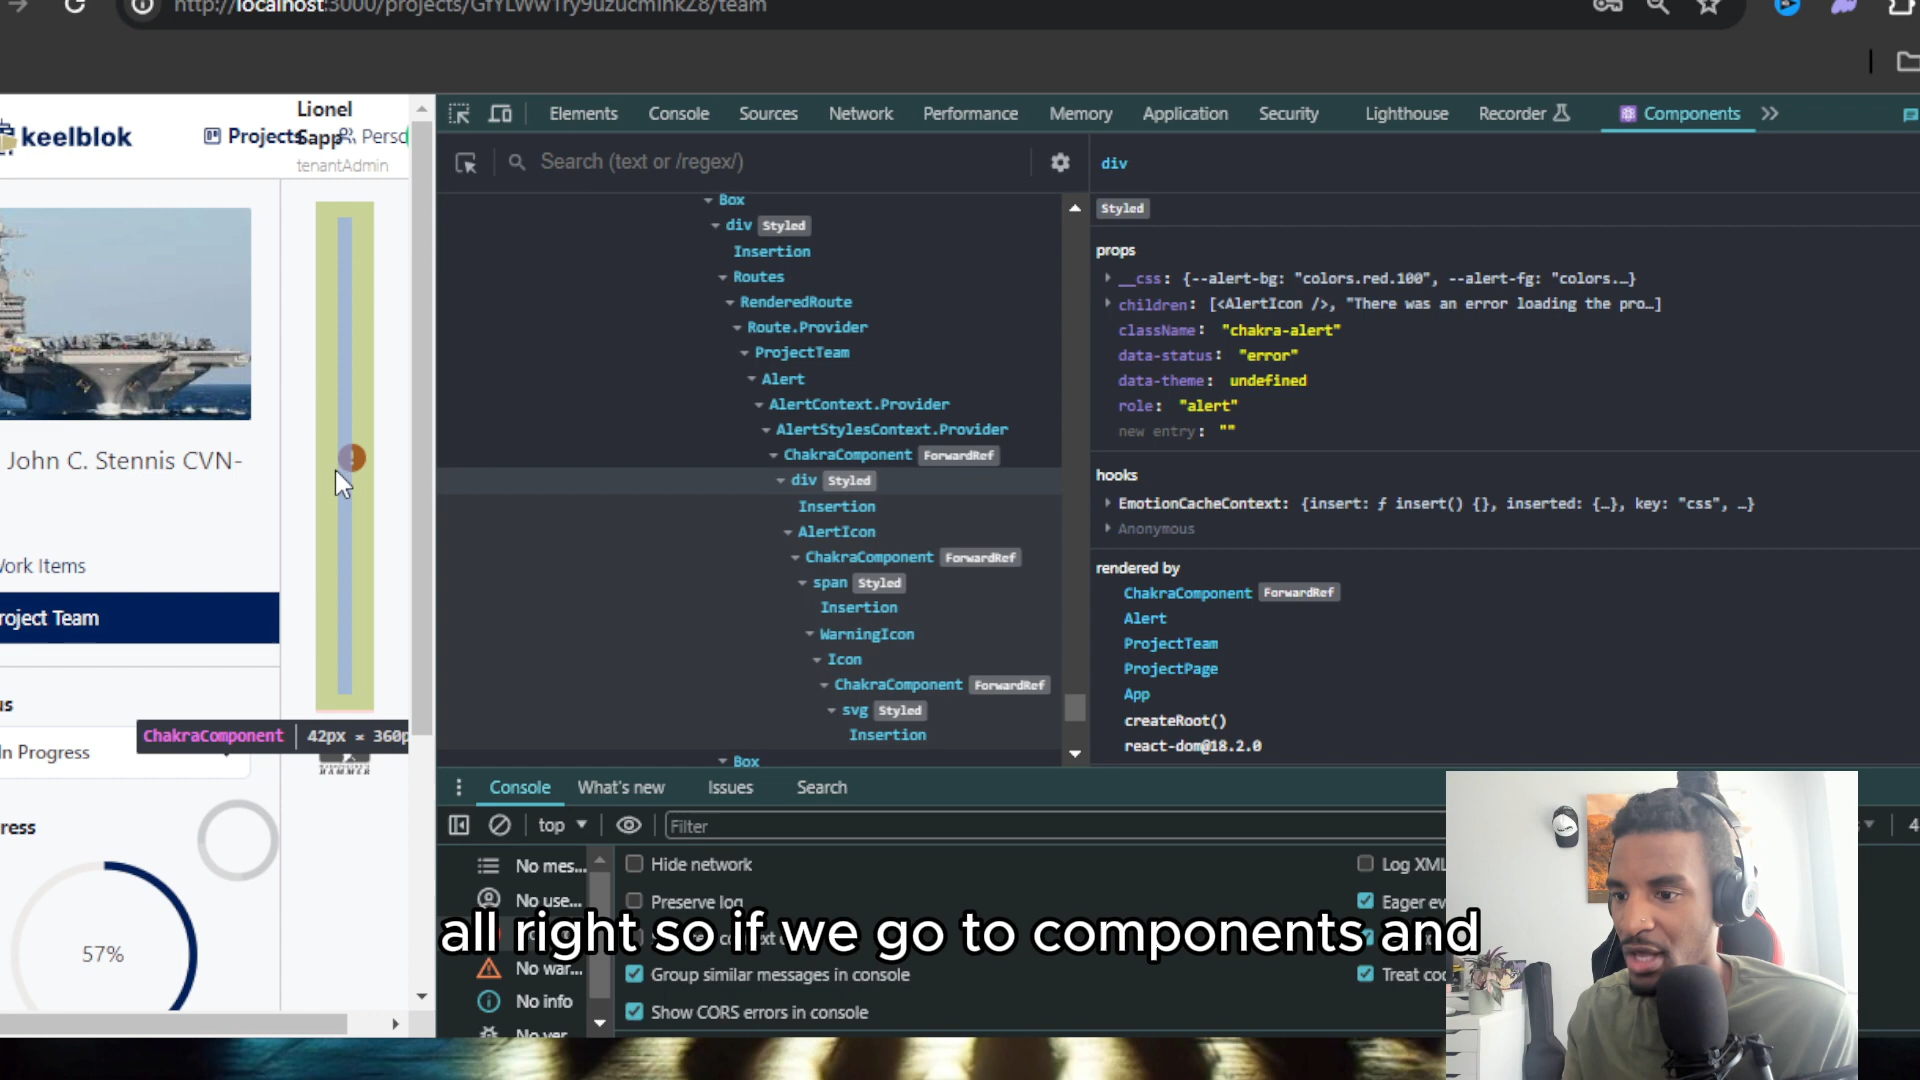 http://localhost:3000/projects/GfYLWw1ry9uzucmlnkZ8/team
Elements Console Sources Network Performance Memory Application Security Lighthouse Recorder Components
Lionel
Sapp
tenantAdmin
keelblok
Projects
Perso
Search (text or /regex/)
div
Box
div Styled
Insertion
Routes
RenderedRoute
Route.Provider
ProjectTeam
Alert
AlertContext.Provider
AlertStylesContext.Provider
ChakraComponent ForwardRef
div Styled
Insertion
AlertIcon
ChakraComponent ForwardRef
span Styled
Insertion
WarningIcon
Icon
ChakraComponent ForwardRef
svg Styled
Insertion
Box
Styled
props
__css: {--alert-bg: "colors.red.100", --alert-fg: "colors.…}
children: [<AlertIcon />, "There was an error loading the pro…]
className: "chakra-alert"
data-status: "error"
data-theme: undefined
role: "alert"
new entry: ""
hooks
EmotionCacheContext: {insert: ƒ insert() {}, inserted: {…}, key: "css", …}
Anonymous
rendered by
ChakraComponent ForwardRef
Alert
ProjectTeam
ProjectPage
App
createRoot()
react-dom@18.2.0
John C. Stennis CVN-
Work Items
roject Team
us
In Progress
ChakraComponent 42px × 360p
HAMMER
ress
57%
Console What's new Issues Search
top
Filter
No mes...
No use...
No war...
No info
Hide network
Preserve log
Group similar messages in console
Show CORS errors in console
Log XML
Eager ev
Treat cod
4
all right so if we go to components and